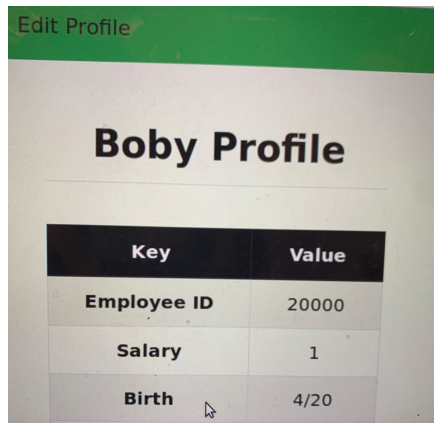 Edit Profile
Boby Profile
Key Value
Employee ID 20000
Salary 1
Birth 4/20